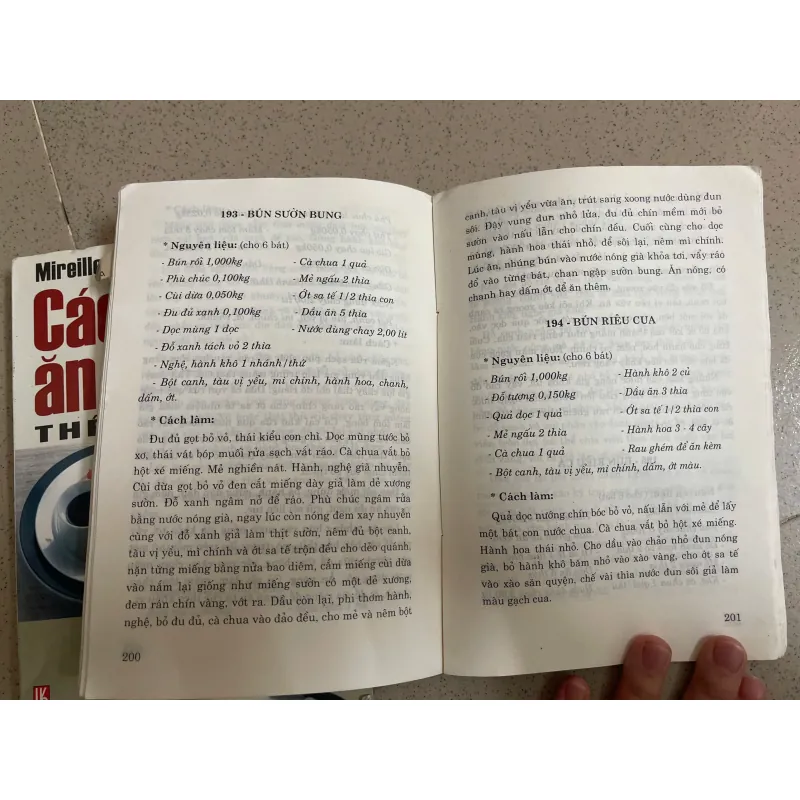 193 - BÚN SƯỜN BUNG
* Nguyên liệu: (cho 6 bát)
- Bún rối 1,000kg - Cà chua 1 quả
- Phù chúc 0,100kg - Mẻ ngấu 2 thìa
- Cùi dừa 0,050kg - Ớt sa tế 1/2 thìa con
- Đu đủ xanh 0,100kg - Dầu ăn 5 thìa
- Dọc mùng 1 dọc - Nước dùng chay 2,00 lít
- Đỗ xanh tách vỏ 2 thìa
- Nghệ, hành khô 1 nhánh/thứ
- Bột canh, tàu vị yểu, mì chính, hành hoa, chanh,
dấm, ớt.
* Cách làm:
Đu đủ gọt bỏ vỏ, thái kiểu con chì. Dọc mùng tước bỏ
xơ, thái vát bóp muối rửa sạch vắt ráo. Cà chua vắt bỏ
hột xé miếng. Mẻ nghiền nát. Hành, nghệ giã nhuyễn.
Cùi dừa gọt bỏ vỏ đen cắt miếng dày giả làm dẻ xương
sườn. Đỗ xanh ngâm nở để ráo. Phù chúc ngâm rửa
bằng nước nóng già, ngay lúc còn nóng đem xay nhuyễn
cùng với đỗ xanh giả làm thịt sườn, nêm đủ bột canh,
tàu vị yểu, mì chính và ớt sa tế trộn đều cho dẻo quánh,
nặn từng miếng bằng nửa bao diêm, cắm miếng cùi dừa
vào nắm lại giống như miếng sườn có một dẻ xương,
đem rán chín vàng, vớt ra. Dầu còn lại, phi thơm hành,
nghệ, bỏ đu đủ, cà chua vào đảo đều, cho mẻ và nêm bột
200
canh, tàu vị yểu vừa ăn, trút sang xoong nước dùng đun
sôi. Đậy vung đun nhỏ lửa, đu đủ chín mềm mới bỏ
sườn vào nấu lẫn cho chín đều. Cuối cùng cho dọc
mùng, hành hoa thái nhỏ, để sôi lại, nêm mì chính.
Lúc ăn, nhúng bún vào nước nóng già khỏa tơi, vẩy ráo
đổ vào từng bát, chan ngập sườn bung. Ăn nóng, có
chanh hay dấm ớt để ăn thêm.
194 - BÚN RIÊU CUA
* Nguyên liệu: (cho 6 bát)
- Bún rối 1,000kg - Hành khô 2 củ
- Đỗ tương 0,150kg - Dầu ăn 3 thìa
- Quả dọc 1 quả - Ớt sa tế 1/2 thìa con
- Mẻ ngấu 2 thìa - Hành hoa 3 - 4 cây
- Cà chua 1 quả - Rau ghém để ăn kèm
- Bột canh, tàu vị yểu, mì chính, dấm, ớt màu.
* Cách làm:
Quả dọc nướng chín bóc bỏ vỏ, nấu lẫn với mẻ để lấy
một bát con nước chua. Cà chua vắt bỏ hột xé miếng.
Hành hoa thái nhỏ. Cho dầu vào chảo nhỏ đun nóng
già, bỏ hành khô băm nhỏ vào xào vàng, cho ớt sa tế
vào xào săn quyện, chế vài thìa nước đun sôi giả làm
màu gạch cua.
201
Mireille
Các
ăn